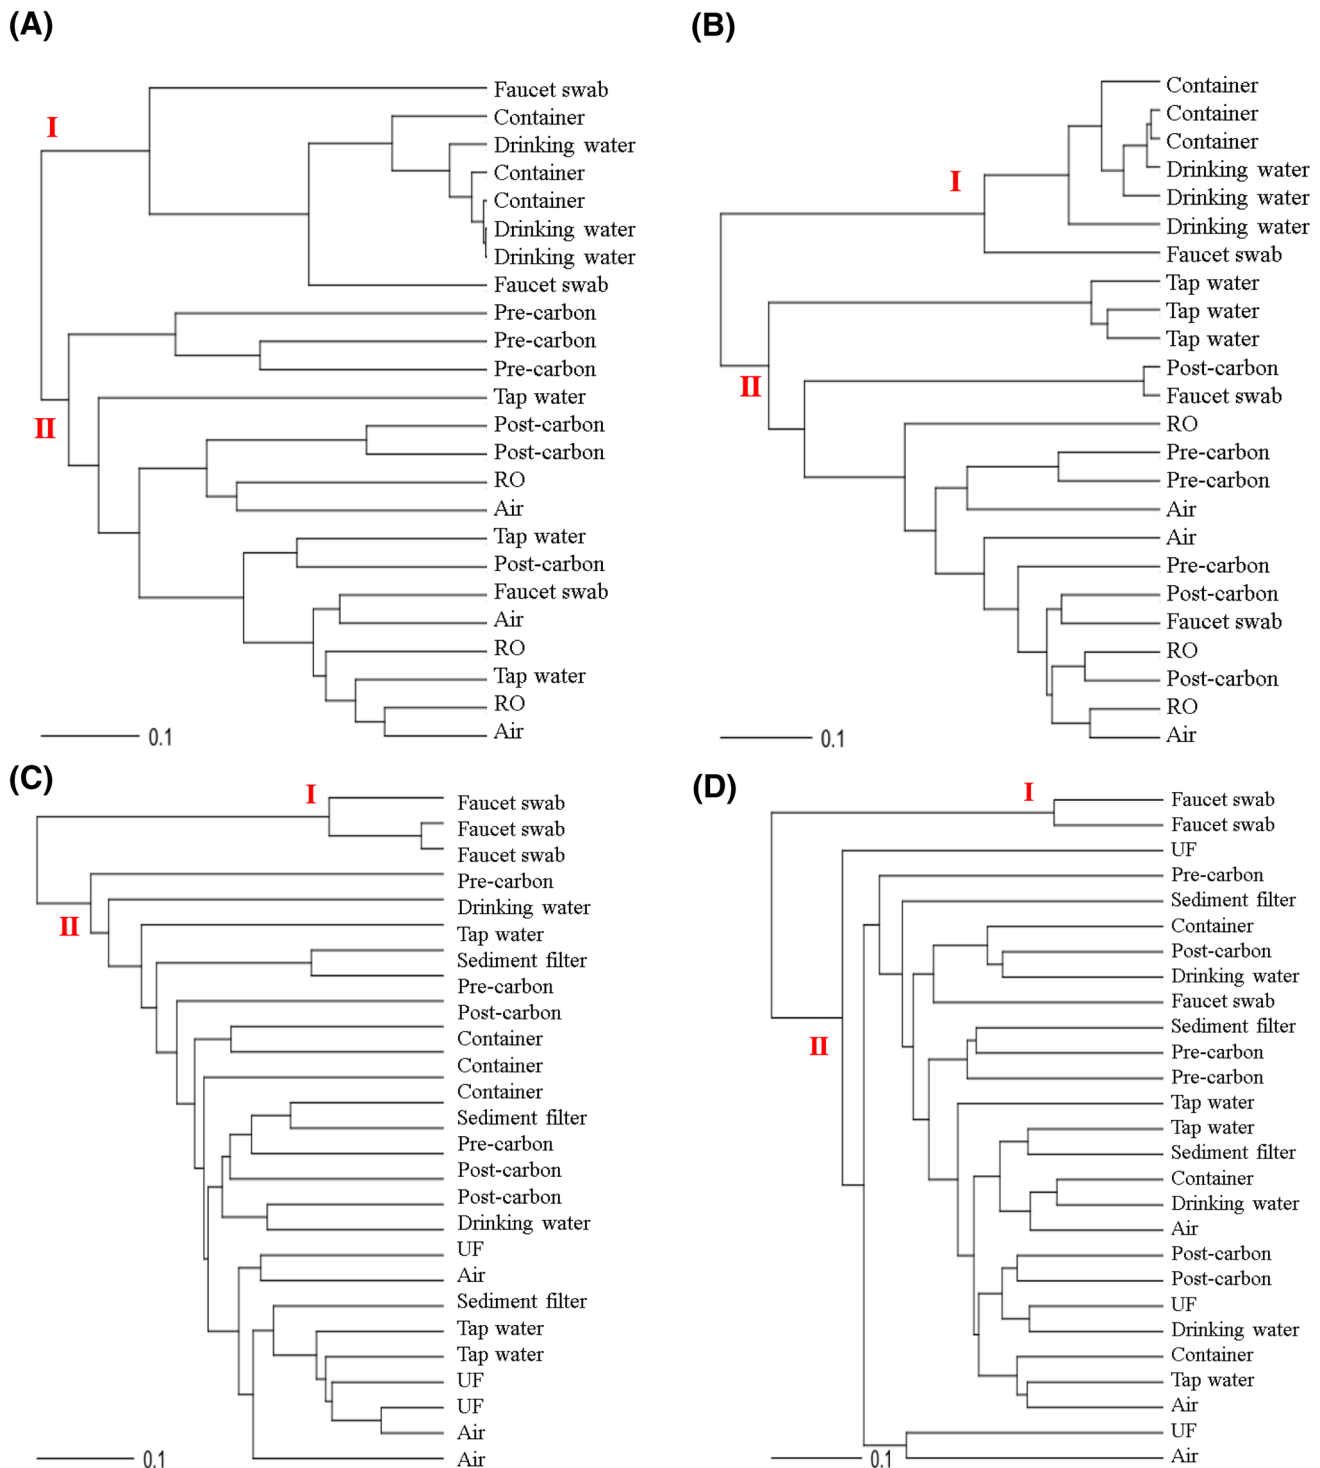 (A)
I
Faucet swab
Container
Drinking water
Container
Container
Drinking water
Drinking water
Faucet swab
Pre-carbon
Pre-carbon
Pre-carbon
II
Tap water
Post-carbon
Post-carbon
RO
Air
Tap water
Post-carbon
Faucet swab
Air
RO
Tap water
RO
Air
0.1
(B)
Container
Container
Container
Drinking water
I
Drinking water
Drinking water
Faucet swab
Tap water
Tap water
Tap water
Post-carbon
II
Faucet swab
RO
Pre-carbon
Pre-carbon
Air
Air
Pre-carbon
Post-carbon
Faucet swab
RO
Post-carbon
RO
Air
0.1
(C)
I
Faucet swab
Faucet swab
Faucet swab
Pre-carbon
Drinking water
II
Tap water
Sediment filter
Pre-carbon
Post-carbon
Container
Container
Container
Sediment filter
Pre-carbon
Post-carbon
Post-carbon
Drinking water
UF
Air
Sediment filter
Tap water
Tap water
UF
UF
Air
Air
0.1
(D)
I
Faucet swab
Faucet swab
UF
Pre-carbon
Sediment filter
Container
Post-carbon
Drinking water
Faucet swab
Sediment filter
II
Pre-carbon
Pre-carbon
Tap water
Tap water
Sediment filter
Container
Drinking water
Air
Post-carbon
Post-carbon
UF
Drinking water
Container
Tap water
Air
UF
Air
0.1